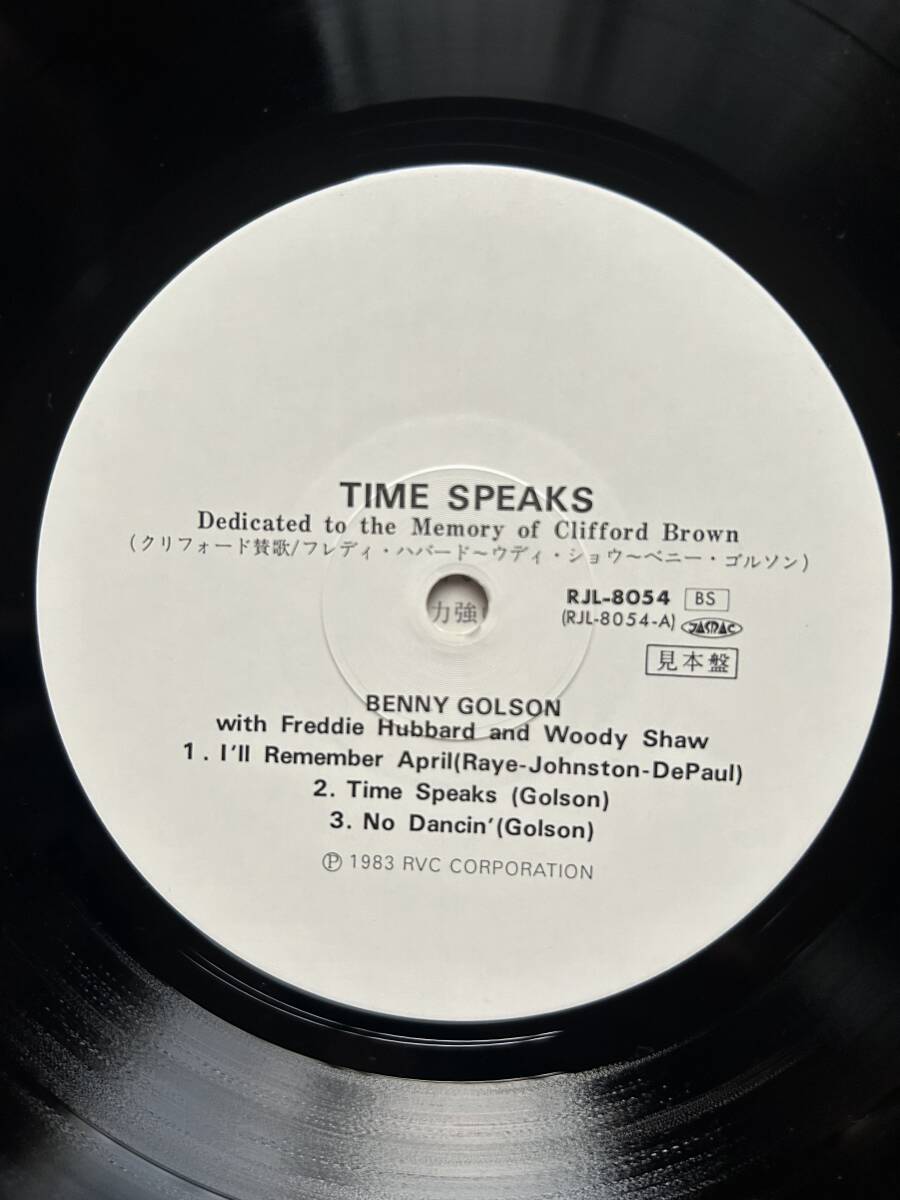 TIME SPEAKS
Dedicated to the Memory of Clifford Brown
(クリフォード賛歌/フレディ・ハバード〜ウディ・ショウ〜ベニー・ゴルソン)
力強
RJL-8054 BS
(RJL-8054-A) JASRAC
見本盤
BENNY GOLSON
with Freddie Hubbard and Woody Shaw
1. I'll Remember April(Raye-Johnston-DePaul)
2. Time Speaks (Golson)
3. No Dancin'(Golson)
Ⓟ 1983 RVC CORPORATION